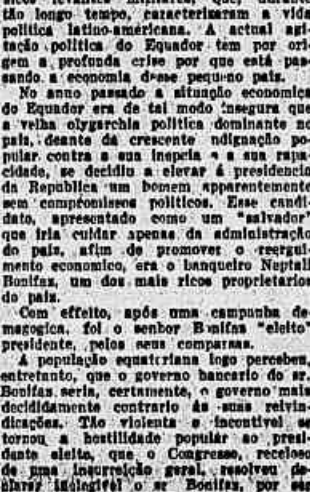 tão longo tempo, caracterizaram a vida
politica latino-americana. A actual agi-
tação politica do Equador tem por ori-
gem a profunda crise por que está pas-
sando a economia desse pequeno paiz.
No anno passado a situação economica
do Equador era de tal modo insegura que
a velha olygarchia politica dominante no
paiz, deante da crescente ndignação po-
pular contra a sua inepcia e a sua rapa-
cidade, se decidiu a elevar á presidencia
da Republica um homem apparentemente
sem compromissos politicos. Esse candi-
dato, apresentado como um "salvador"
que iria cuidar apenas da administração
do paiz, afim de promover o reergui-
mento economico, era o banqueiro Neptali
Bonifaz, um dos mais ricos proprietarios
do paiz.
Com effeito, após uma campanha de-
magogica, foi o senhor Bonifaz "eleito"
presidente, pelos seus comparsas.
A população equatoriana logo percebeu,
entretanto, que o governo bancario do sr.
Bonifaz seria, certamente, o governo mais
decididamente contrario ás suas reivin-
dicações. Tão violenta e incontivel se
tornou a hostilidade popular ao presi-
dente eleito, que o Congresso, receioso
de uma insurreição geral, resolveu de-
clarar inelegivel o sr Bonifaz, por ser